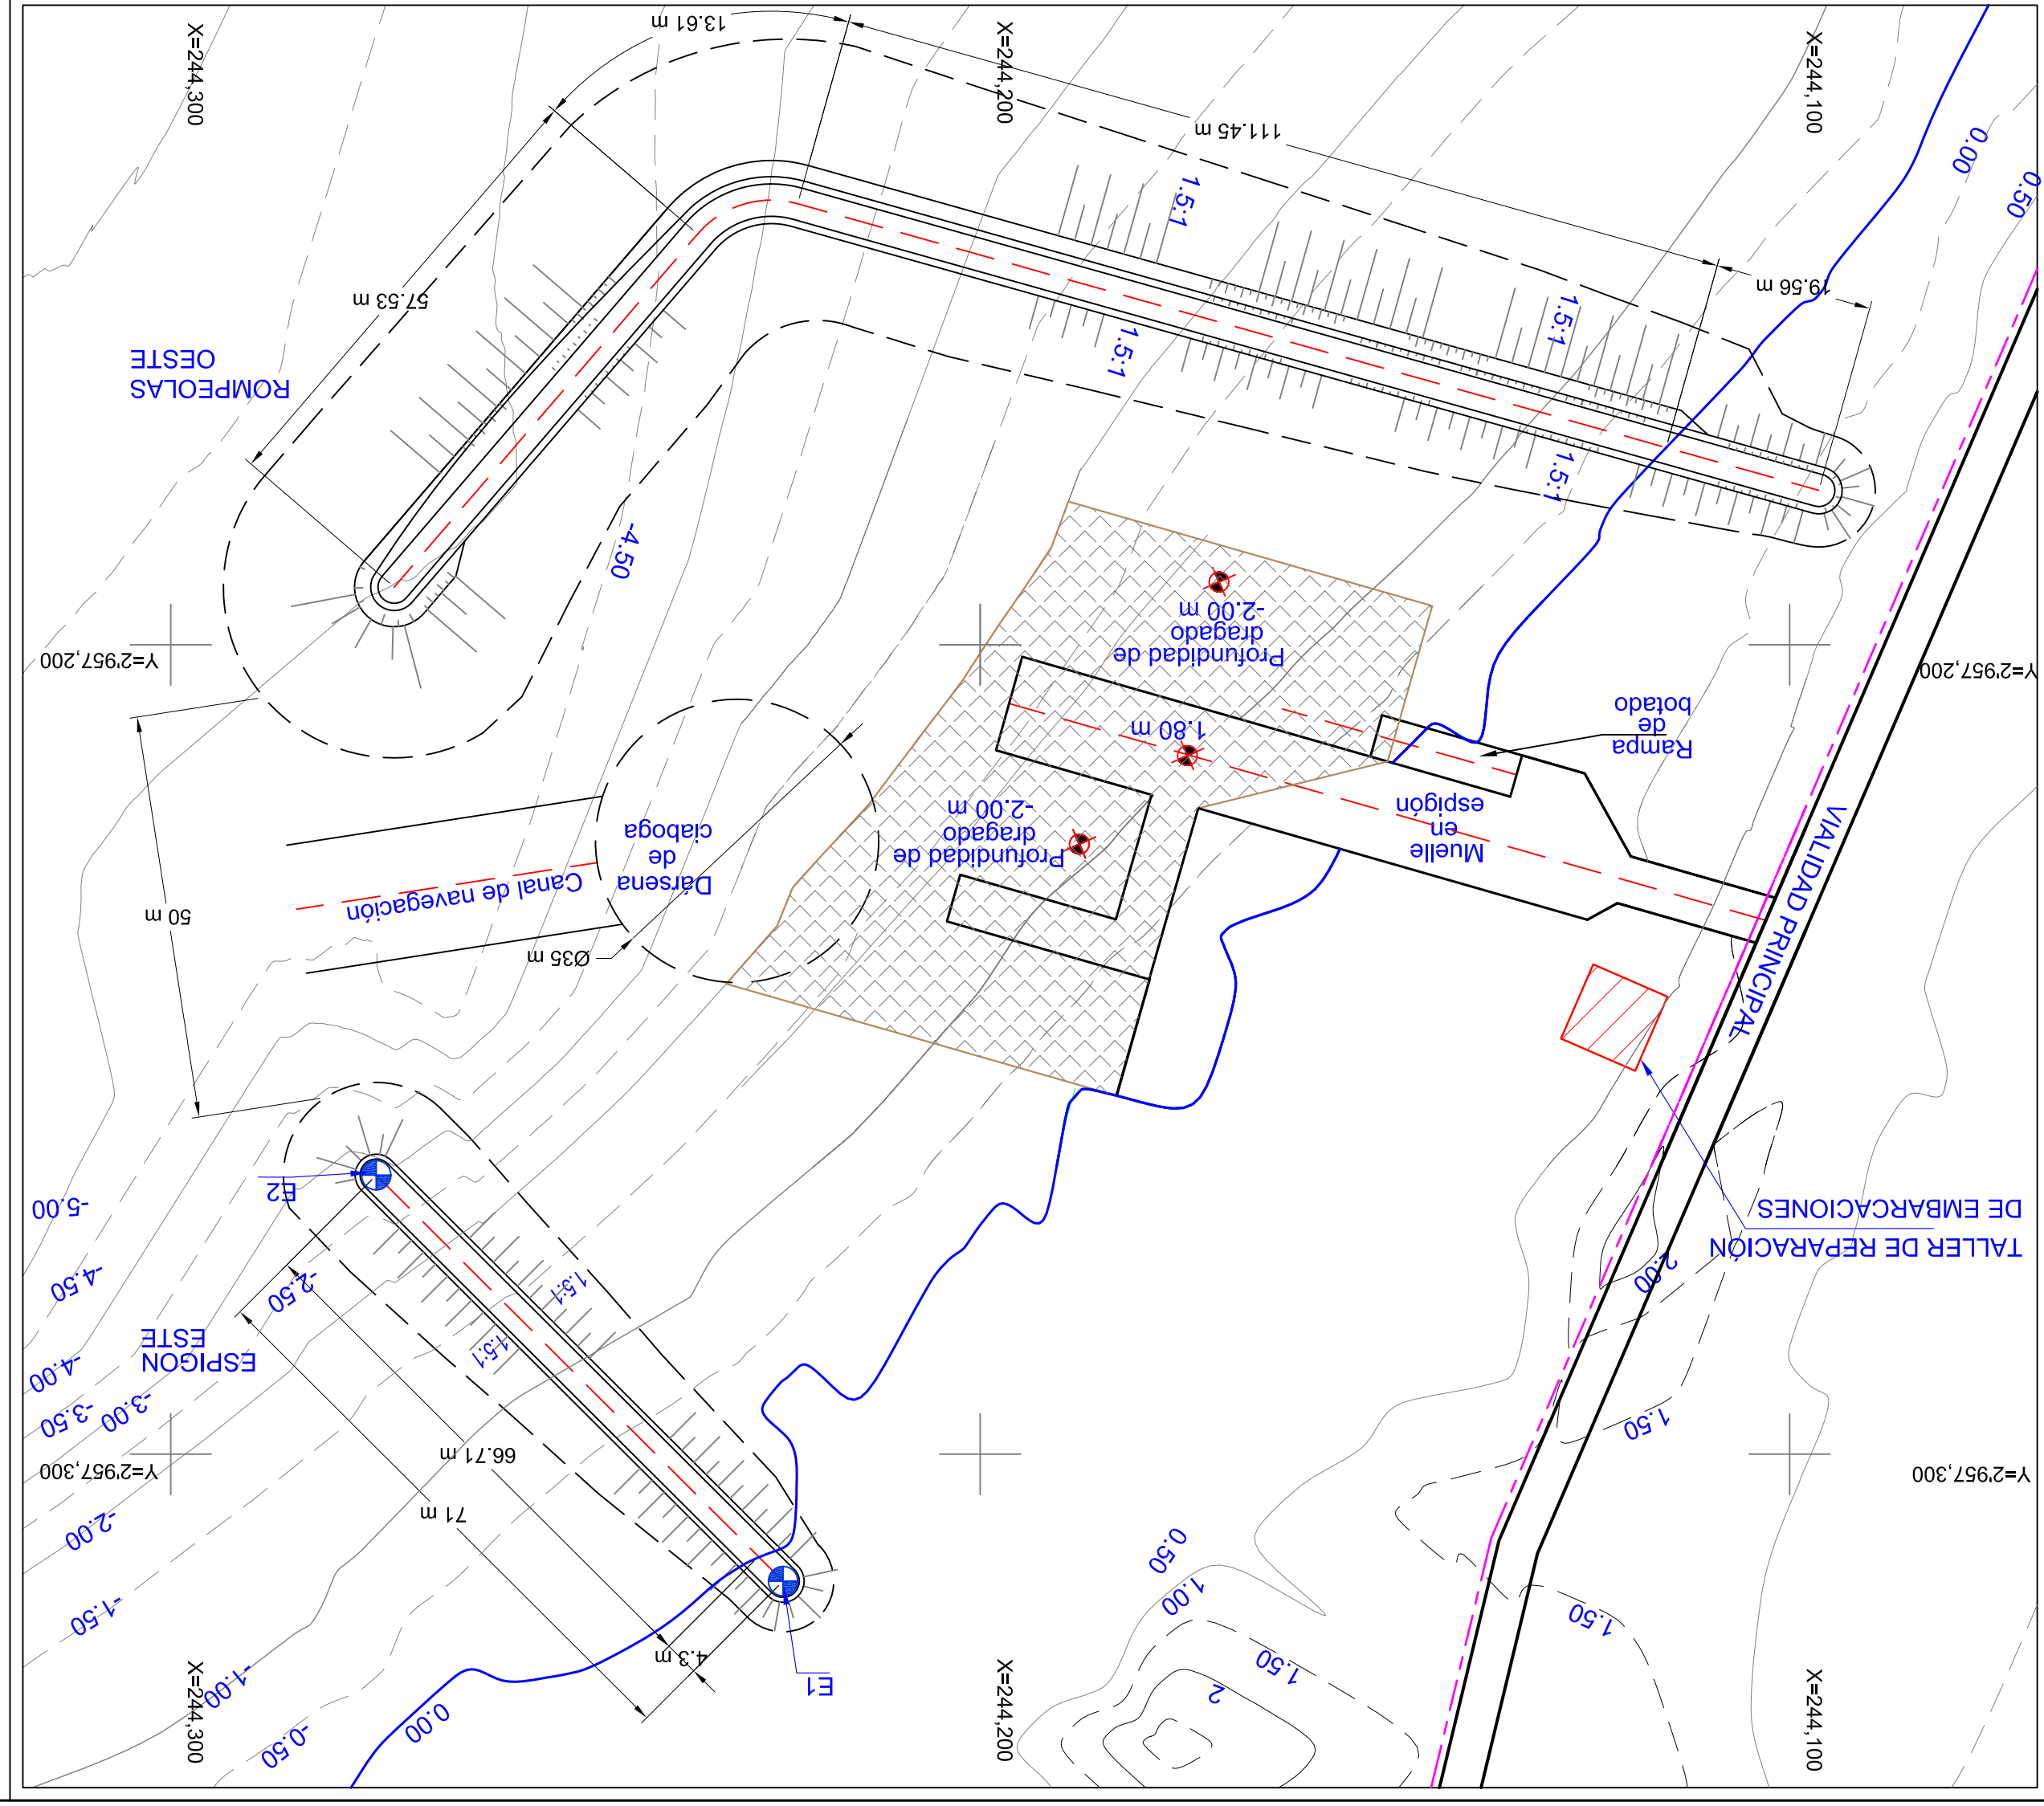 X=244,100
X=244,200
X=244,300
0.00
-0.50
-1.00
E1
4.3 m
2
1.50
1.50
1.00
0.50
-1.50
-2.00
71 m
66.71 m
Y=2'957,300
Y=2'957,300
1.50
-3.00
-3.50
-4.00
ESPIGON
ESTE
1.5:1
1.5:1
-2.50
-4.50
2.00
TALLER DE REPARACIÓN
DE EMBARCACIONES
-5.00
E2
VIALIDAD PRINCIPAL
Ø35 m
50 m
Canal de navegación
Dársena
de
ciaboga
Profundidad de
dragado
-2.00 m
Muelle
en
espigón
1.80 m
Rampa
de
botado
Profundidad de
dragado
-2.00 m
Y=2'957,200
Y=2'957,200
-4.50
1.5:1
1.5:1
1.5:1
1.5:1
ROMPEOLAS
OESTE
57.53 m
19.56 m
111.45 m
13.61 m
0.50
0.00
X=244,100
X=244,200
X=244,300